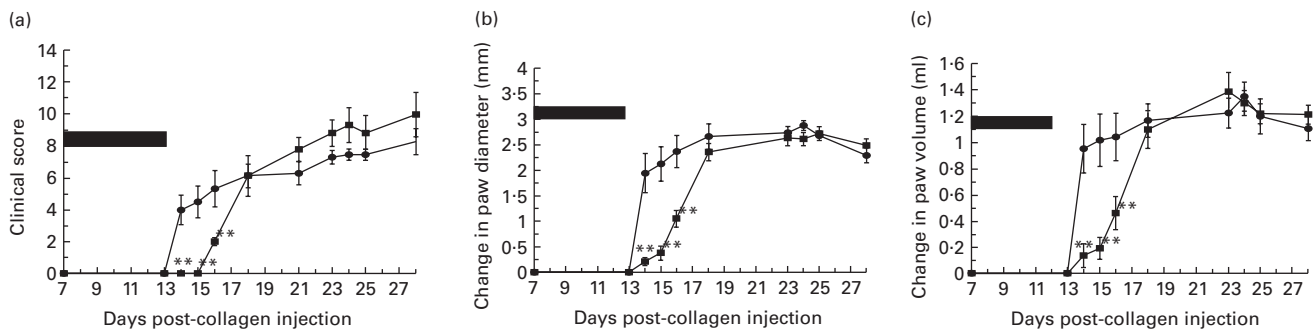 (a)
14
12
10
8
6
4
2
0
Clinical score
** ** **
7 9 11 13 15 17 19 21 23 25 27
Days post-collagen injection
(b)
4
3·5
3
2·5
2
1·5
1
0·5
0
Change in paw diameter (mm)
** ** **
7 9 11 13 15 17 19 21 23 25 27
Days post-collagen injection
(c)
1·6
1·4
1·2
1
0·8
0·6
0·4
0·2
0
Change in paw volume (ml)
** ** **
7 9 11 13 15 17 19 21 23 25 27
Days post-collagen injection